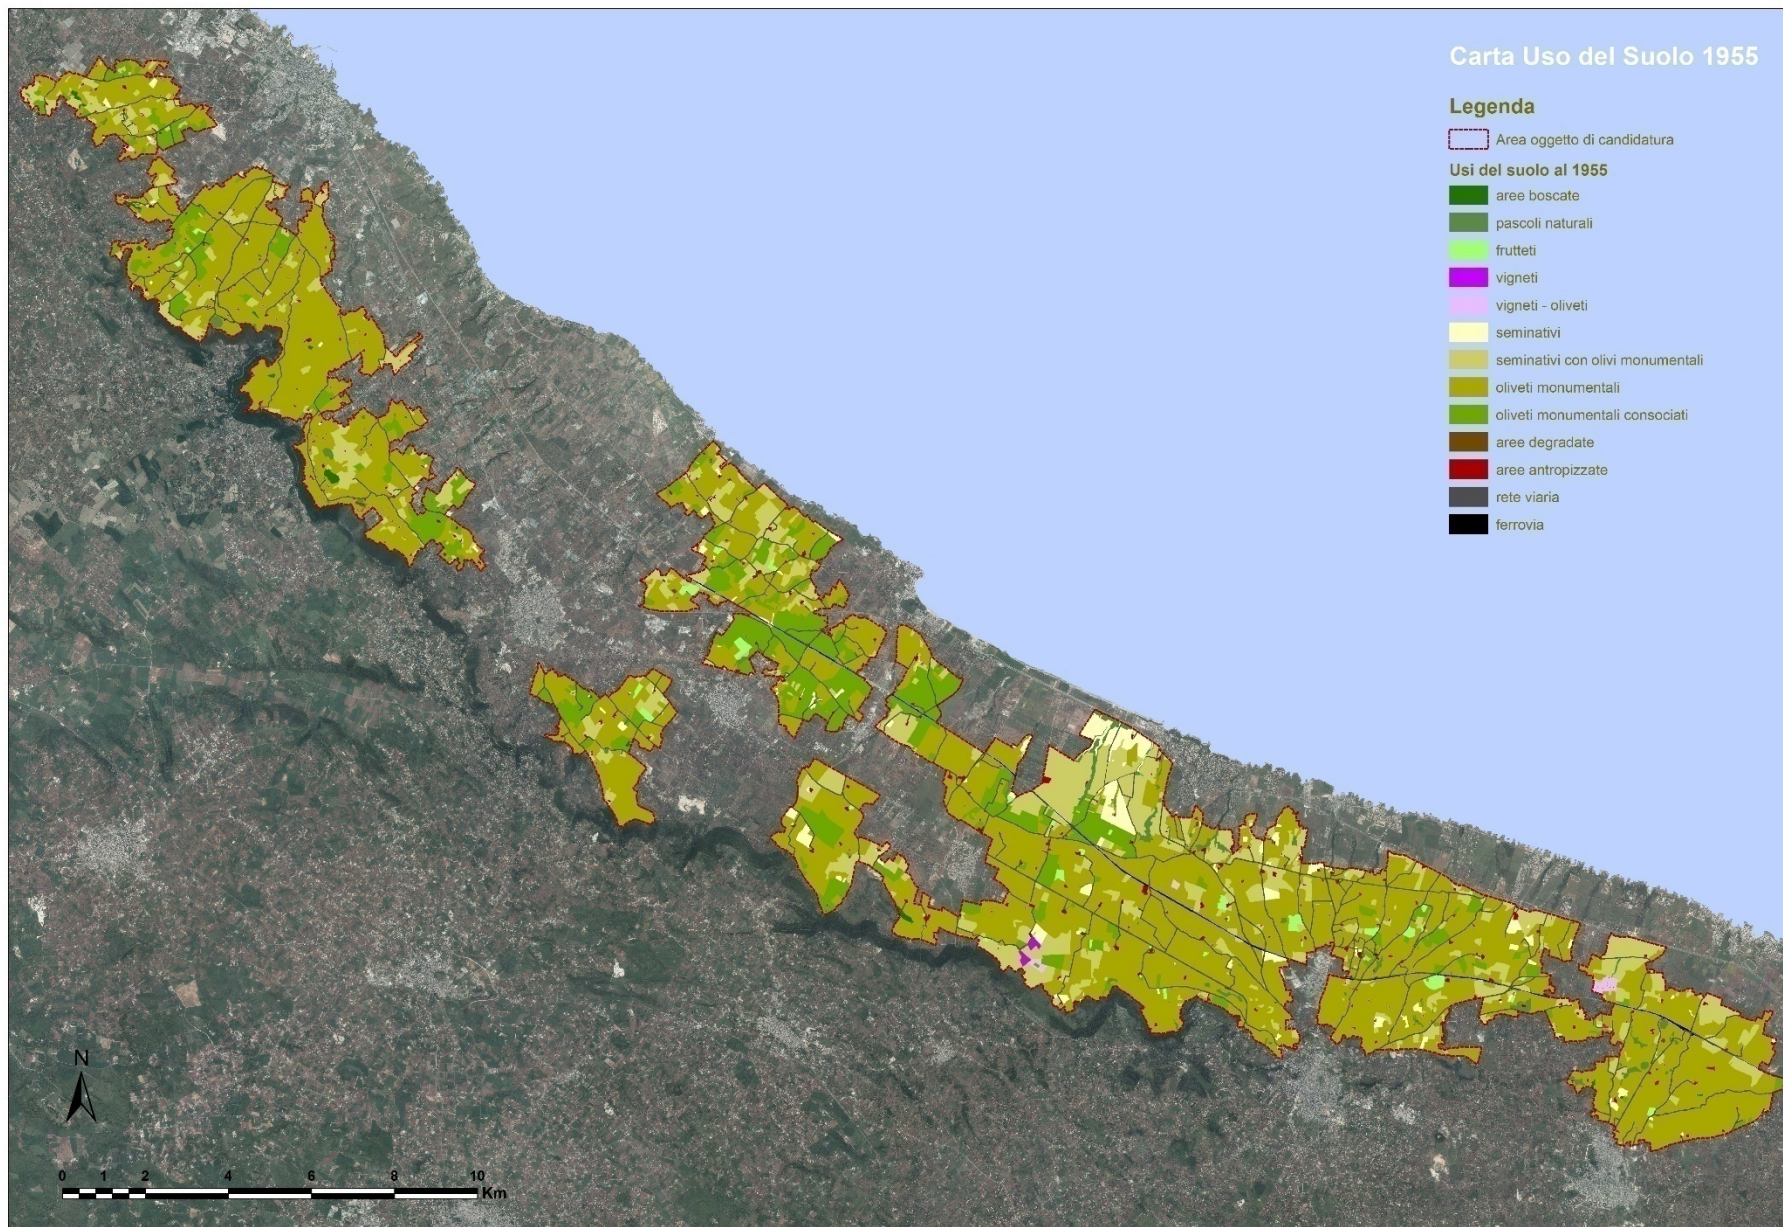 Carta Uso del Suolo 1955
Legenda
Area oggetto di candidatura
Usi del suolo al 1955
aree boscate
pascoli naturali
frutteti
vigneti
vigneti - oliveti
seminativi
seminativi con olivi monumentali
oliveti monumentali
oliveti monumentali consociati
aree degradate
aree antropizzate
rete viaria
ferrovia
N
0 1 2 4 6 8 10
Km